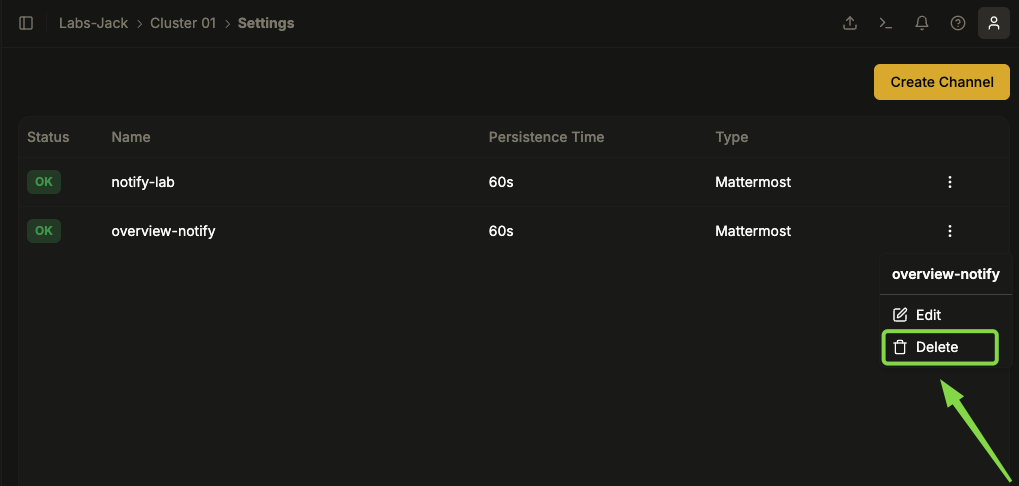 Labs-Jack > Cluster 01 > Settings
Create Channel
Status Name Persistence Time Type
OK notify-lab 60s Mattermost
OK overview-notify 60s Mattermost
overview-notify
Edit
Delete